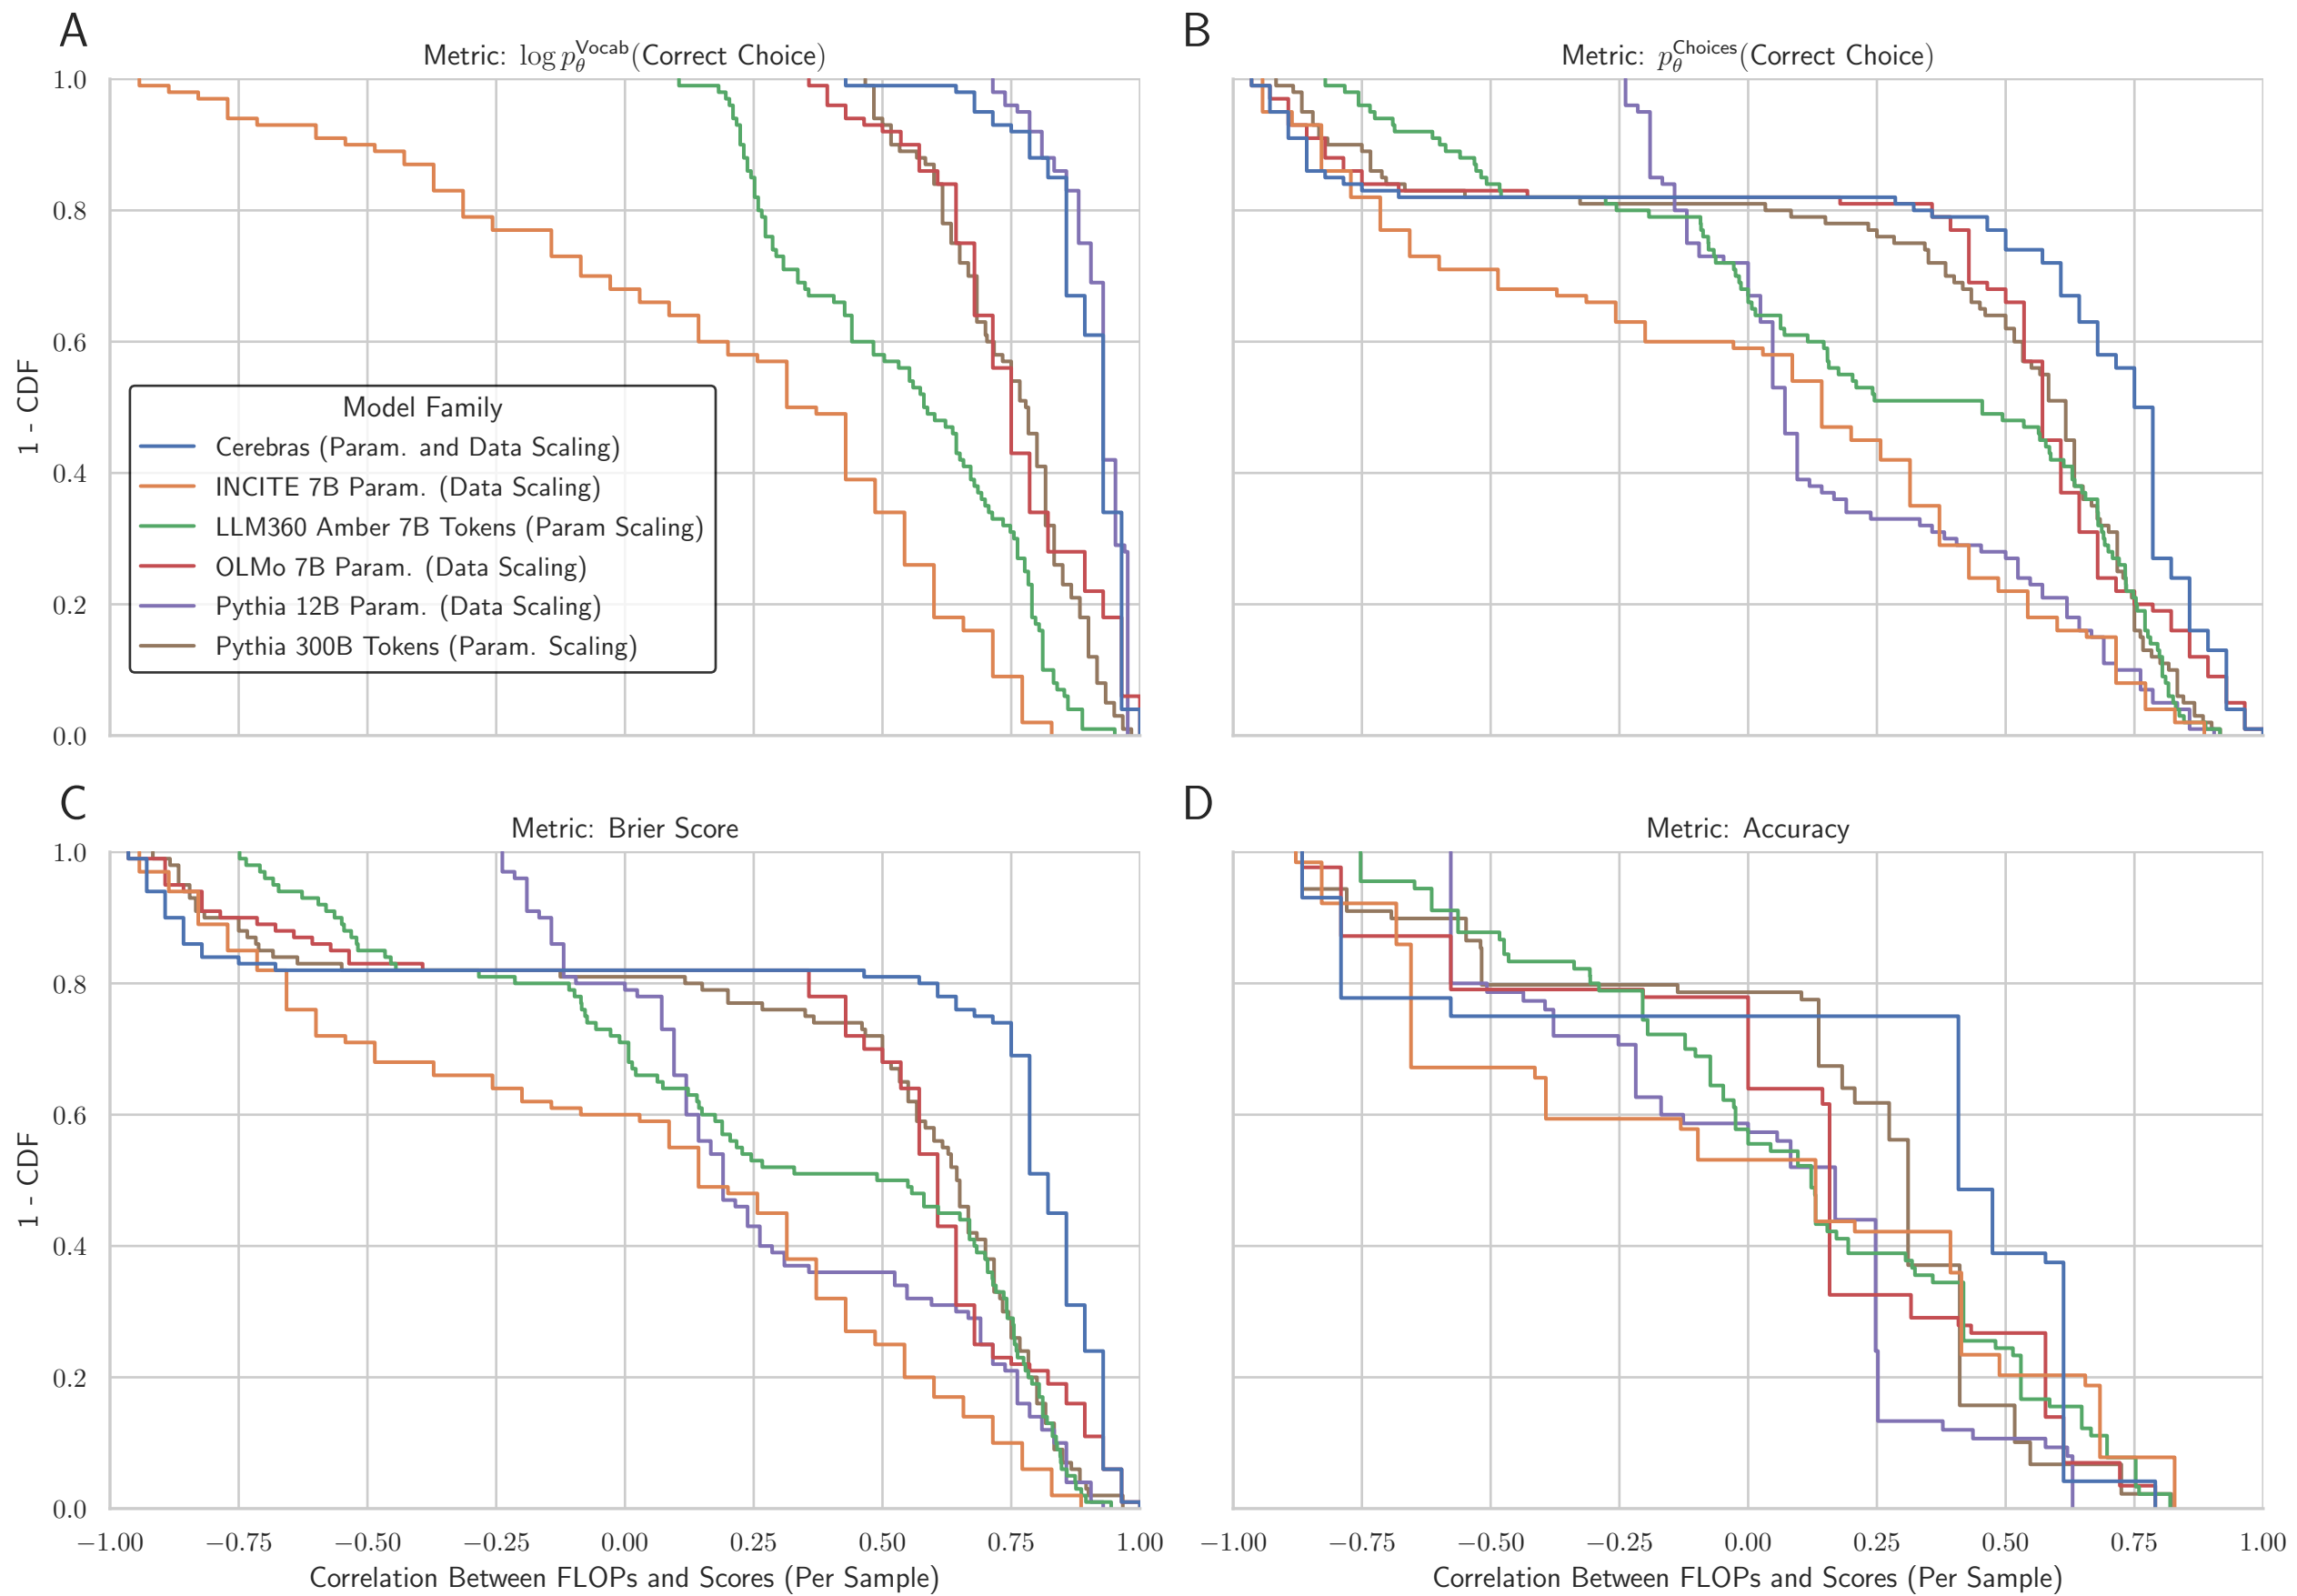 A
Metric: log p_θ^Vocab(Correct Choice)
1.0
0.8
0.6
0.4
0.2
0.0
1 - CDF
Model Family
Cerebras (Param. and Data Scaling)
INCITE 7B Param. (Data Scaling)
LLM360 Amber 7B Tokens (Param Scaling)
OLMo 7B Param. (Data Scaling)
Pythia 12B Param. (Data Scaling)
Pythia 300B Tokens (Param. Scaling)
B
Metric: p_θ^Choices(Correct Choice)
C
Metric: Brier Score
1.0
0.8
0.6
0.4
0.2
0.0
1 - CDF
−1.00 −0.75 −0.50 −0.25 0.00 0.25 0.50 0.75 1.00
Correlation Between FLOPs and Scores (Per Sample)
D
Metric: Accuracy
−1.00 −0.75 −0.50 −0.25 0.00 0.25 0.50 0.75 1.00
Correlation Between FLOPs and Scores (Per Sample)